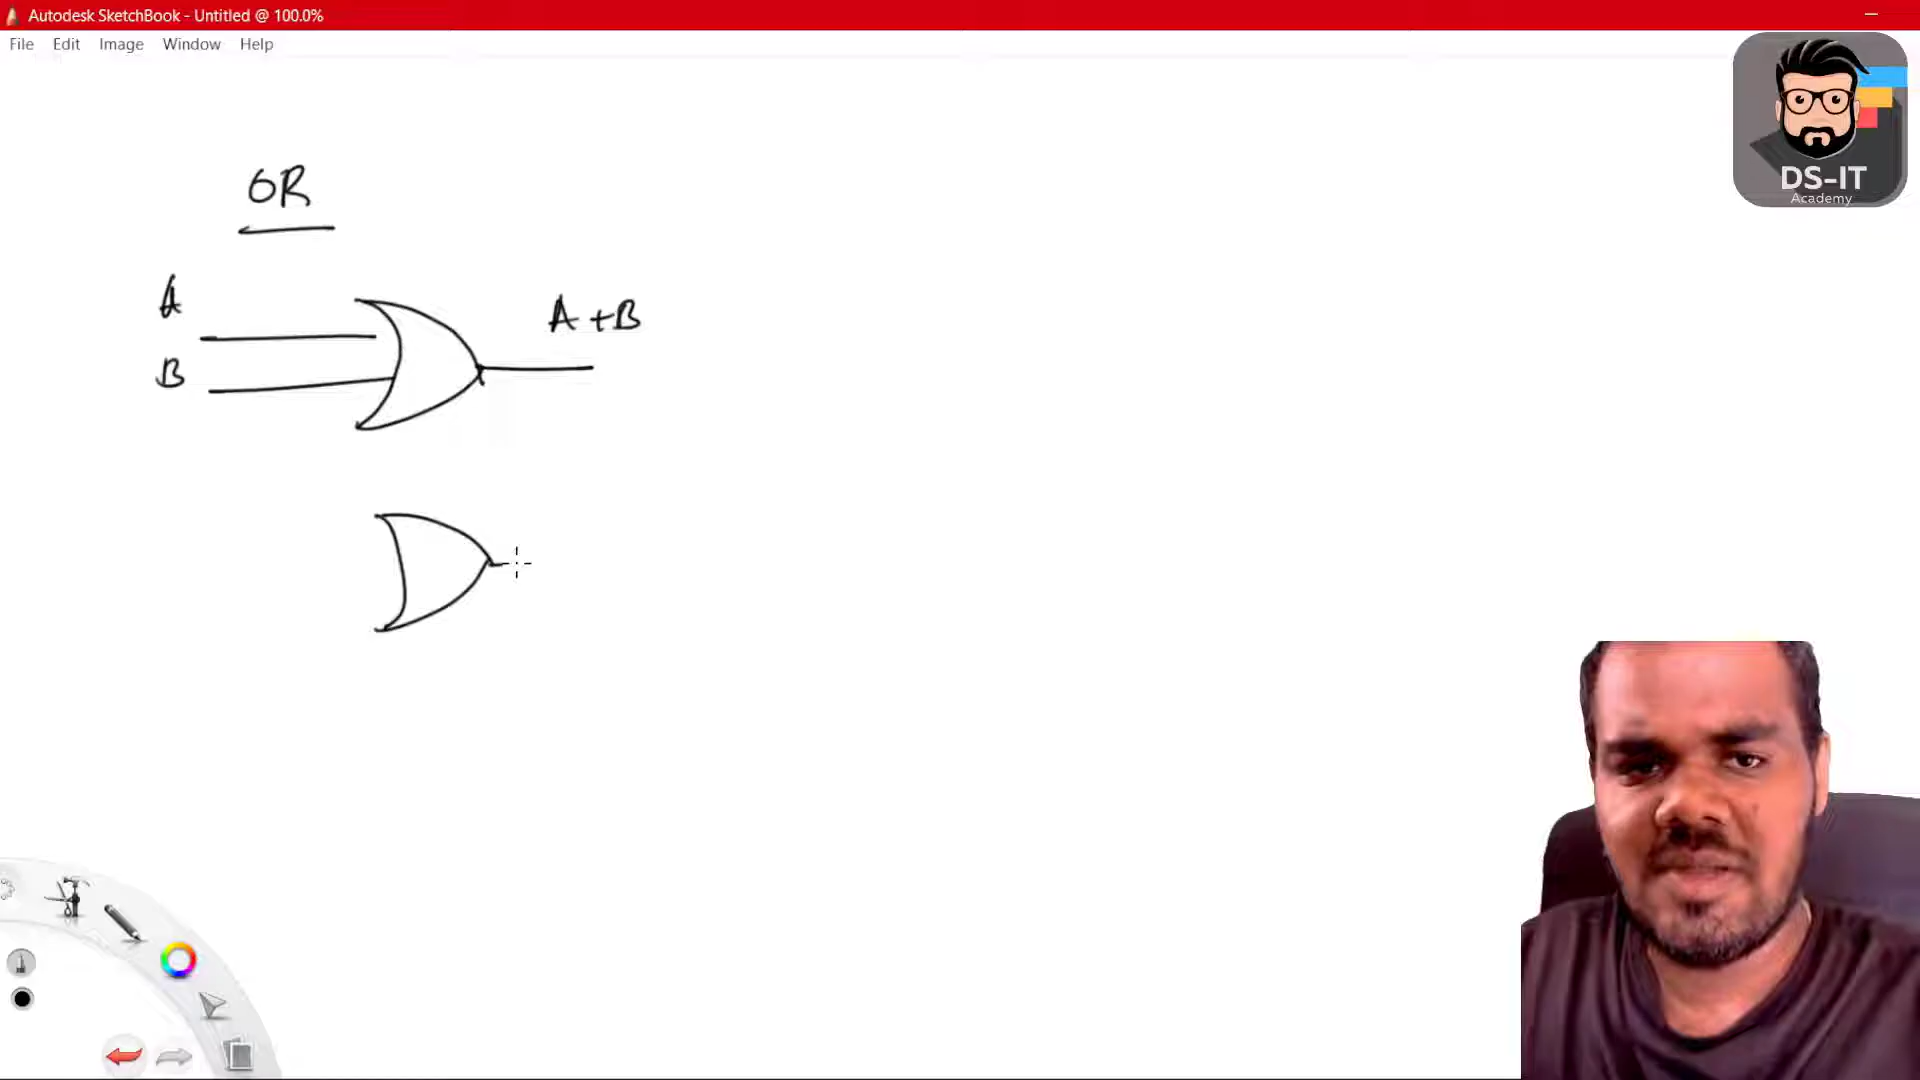 Autodesk SketchBook - Untitled @ 100.0%
File Edit Image Window Help
DS-IT
Academy
OR
A
B
A+B